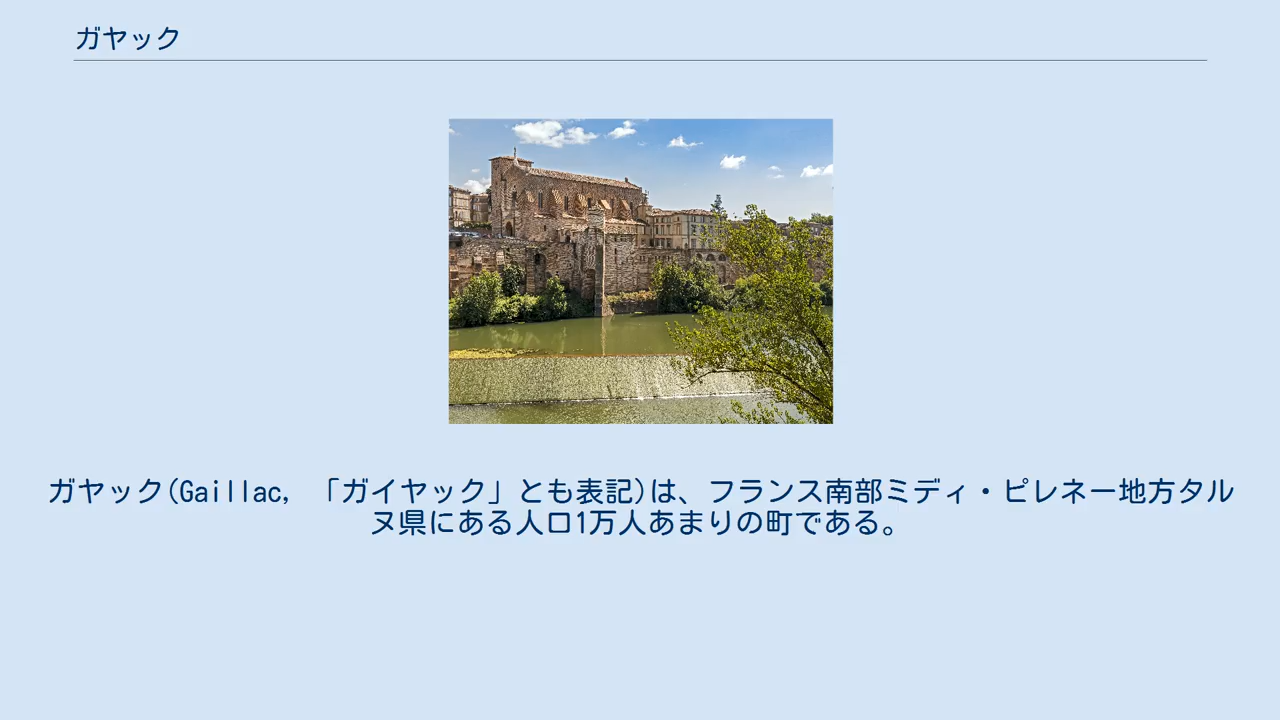 ガヤック
ガヤック(Gaillac, 「ガイヤック」とも表記)は、フランス南部ミディ・ピレネー地方タル
ヌ県にある人口1万人あまりの町である。